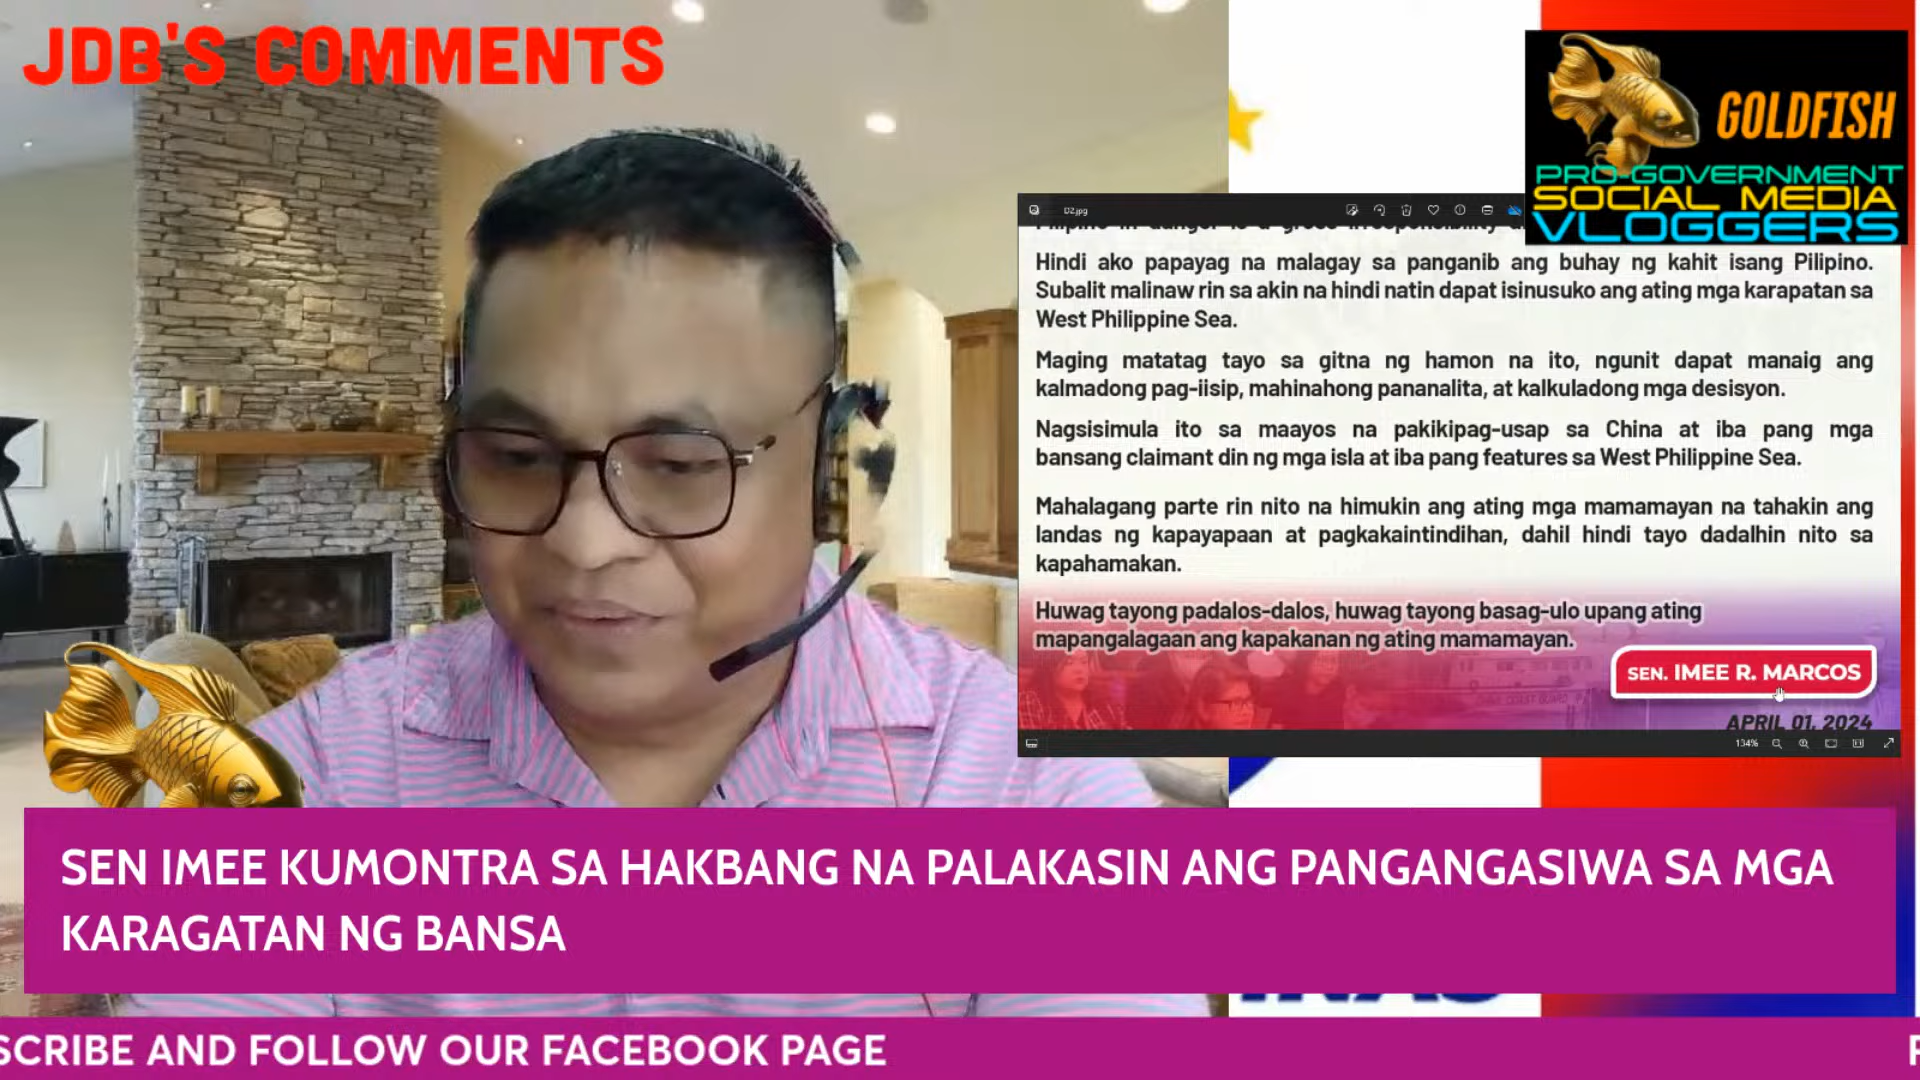 JDB'S COMMENTS
GOLDFISH
PRO-GOVERNMENT
SOCIAL MEDIA
VLOGGERS
D2.jpg
Pilipino in danger is a gross irresponsibility
Hindi ako papayag na malagay sa panganib ang buhay ng kahit isang Pilipino.
Subalit malinaw rin sa akin na hindi natin dapat isinusuko ang ating mga karapatan sa
West Philippine Sea.
Maging matatag tayo sa gitna ng hamon na ito, ngunit dapat manaig ang
kalmadong pag-iisip, mahinahong pananalita, at kalkuladong mga desisyon.
Nagsisimula ito sa maayos na pakikipag-usap sa China at iba pang mga
bansang claimant din ng mga isla at iba pang features sa West Philippine Sea.
Mahalagang parte rin nito na himukin ang ating mga mamamayan na tahakin ang
landas ng kapayapaan at pagkakaintindihan, dahil hindi tayo dadalhin nito sa
kapahamakan.
Huwag tayong padalos-dalos, huwag tayong basag-ulo upang ating
mapangalagaan ang kapakanan ng ating mamamayan.
SEN. IMEE R. MARCOS
APRIL 01, 2024
134%
SEN IMEE KUMONTRA SA HAKBANG NA PALAKASIN ANG PANGANGASIWA SA MGA
KARAGATAN NG BANSA
SCRIBE AND FOLLOW OUR FACEBOOK PAGE